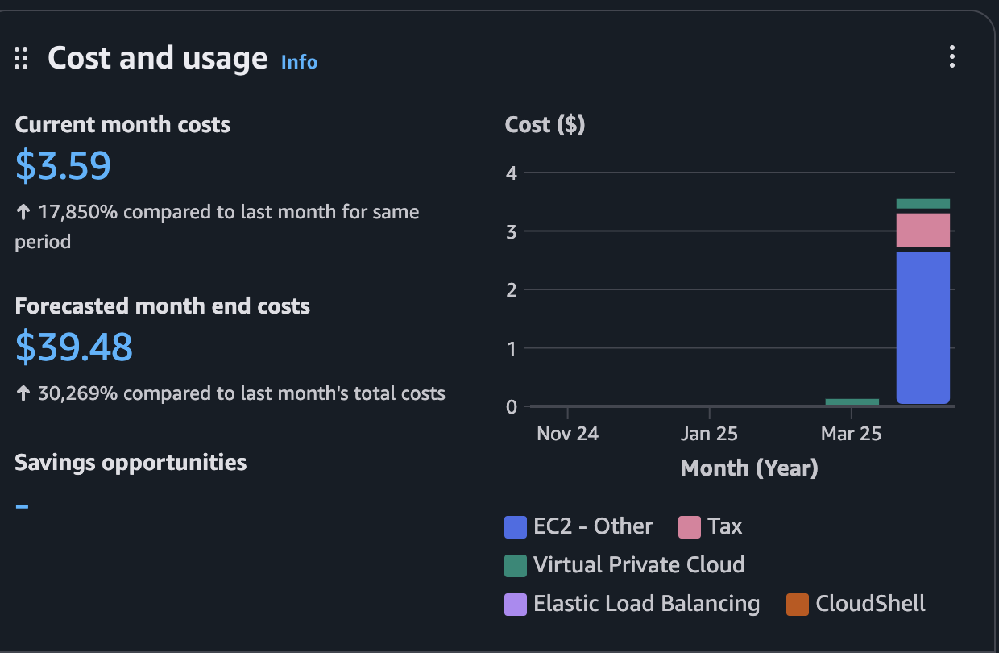 Cost and usage Info
Current month costs
$3.59
↑ 17,850% compared to last month for same
period
Forecasted month end costs
$39.48
↑ 30,269% compared to last month's total costs
Savings opportunities
-
Cost ($)
4
3
2
1
0
Nov 24 Jan 25 Mar 25
Month (Year)
EC2 - Other Tax
Virtual Private Cloud
Elastic Load Balancing CloudShell